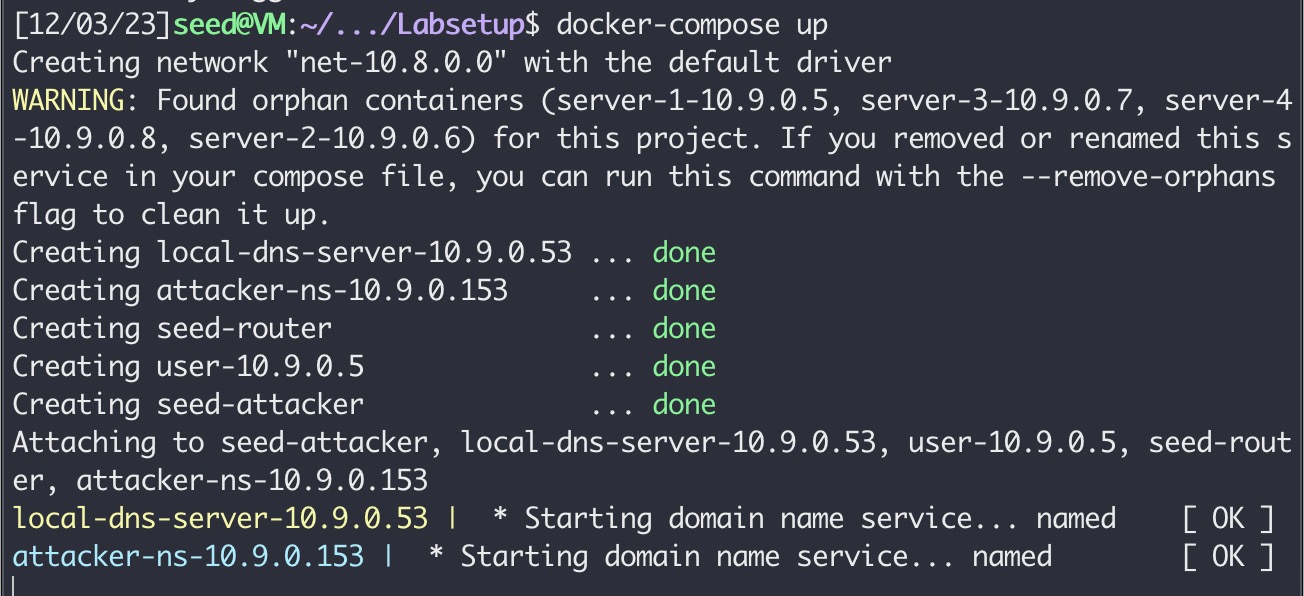 [12/03/23]seed@VM:~/.../Labsetup$ docker-compose up
Creating network "net-10.8.0.0" with the default driver
WARNING: Found orphan containers (server-1-10.9.0.5, server-3-10.9.0.7, server-4
-10.9.0.8, server-2-10.9.0.6) for this project. If you removed or renamed this s
ervice in your compose file, you can run this command with the --remove-orphans
flag to clean it up.
Creating local-dns-server-10.9.0.53 ... done
Creating attacker-ns-10.9.0.153     ... done
Creating seed-router                ... done
Creating user-10.9.0.5              ... done
Creating seed-attacker              ... done
Attaching to seed-attacker, local-dns-server-10.9.0.53, user-10.9.0.5, seed-rout
er, attacker-ns-10.9.0.153
local-dns-server-10.9.0.53 |  * Starting domain name service... named    [ OK ]
attacker-ns-10.9.0.153 |  * Starting domain name service... named        [ OK ]